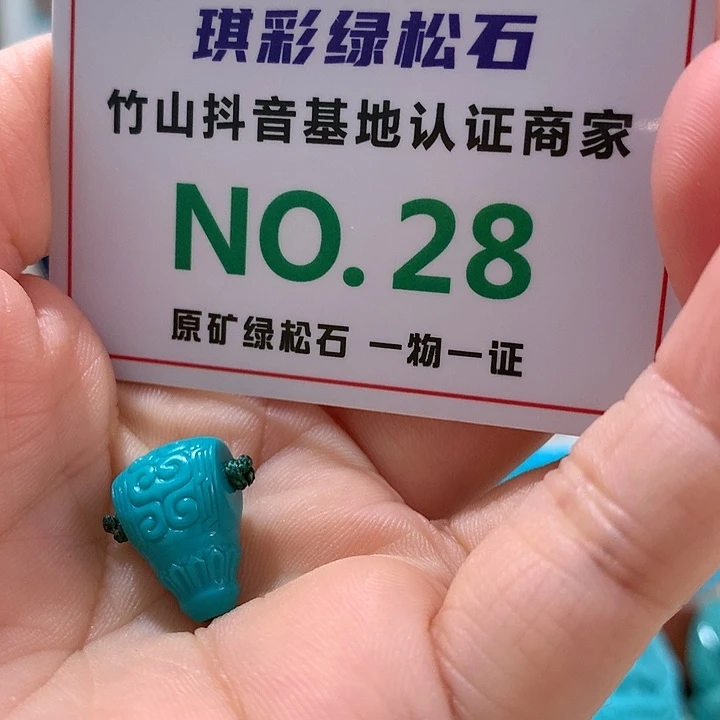 琪彩绿松石
竹山抖音基地认证商家
NO. 28
原矿绿松石 一物一证